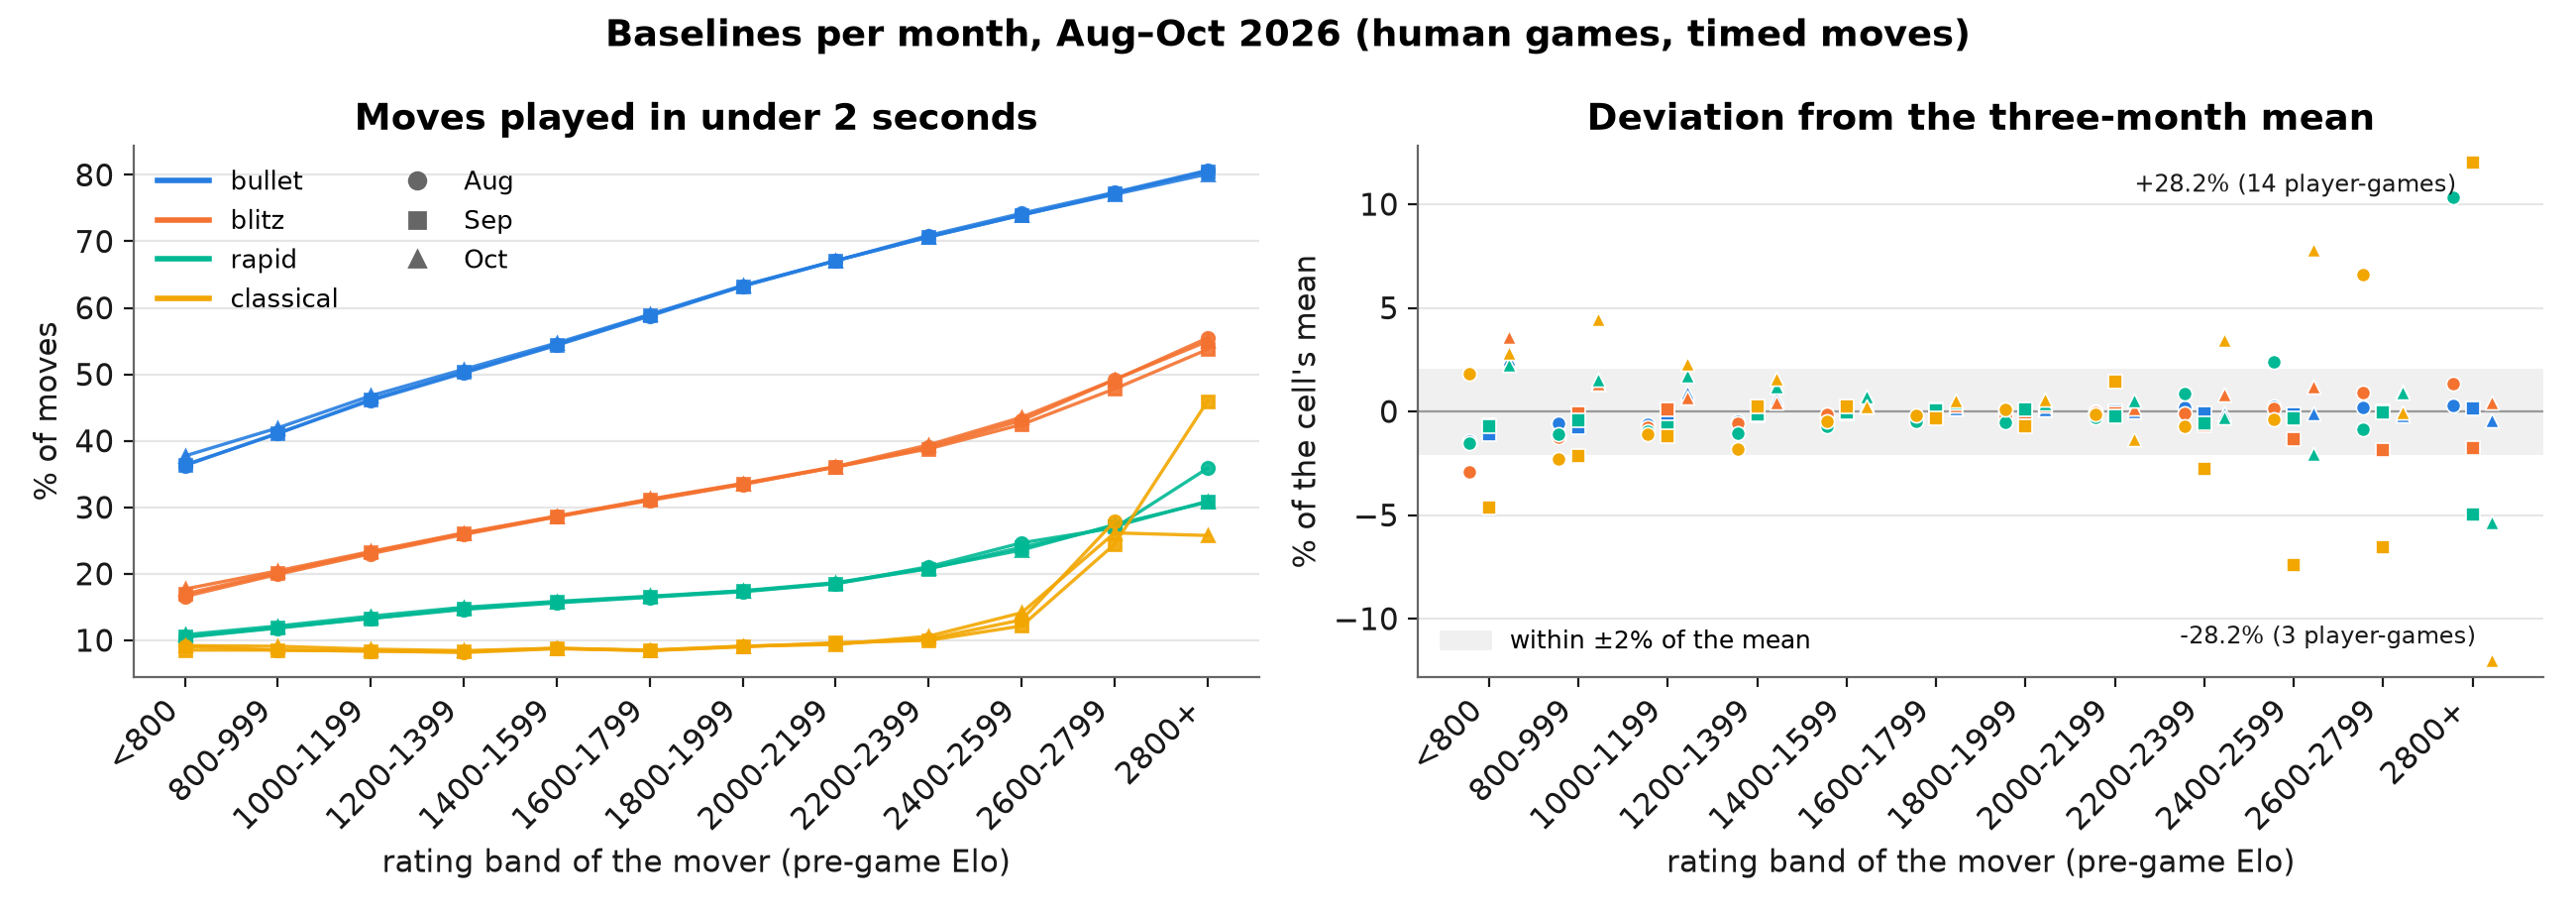 Baselines per month, Aug–Oct 2026 (human games, timed moves)
Moves played in under 2 seconds
% of moves
80
70
60
50
40
30
20
10
bullet
blitz
rapid
classical
Aug
Sep
Oct
<800
800-999
1000-1199
1200-1399
1400-1599
1600-1799
1800-1999
2000-2199
2200-2399
2400-2599
2600-2799
2800+
rating band of the mover (pre-game Elo)
Deviation from the three-month mean
% of the cell's mean
10
5
0
−5
−10
+28.2% (14 player-games)
-28.2% (3 player-games)
within ±2% of the mean
<800
800-999
1000-1199
1200-1399
1400-1599
1600-1799
1800-1999
2000-2199
2200-2399
2400-2599
2600-2799
2800+
rating band of the mover (pre-game Elo)